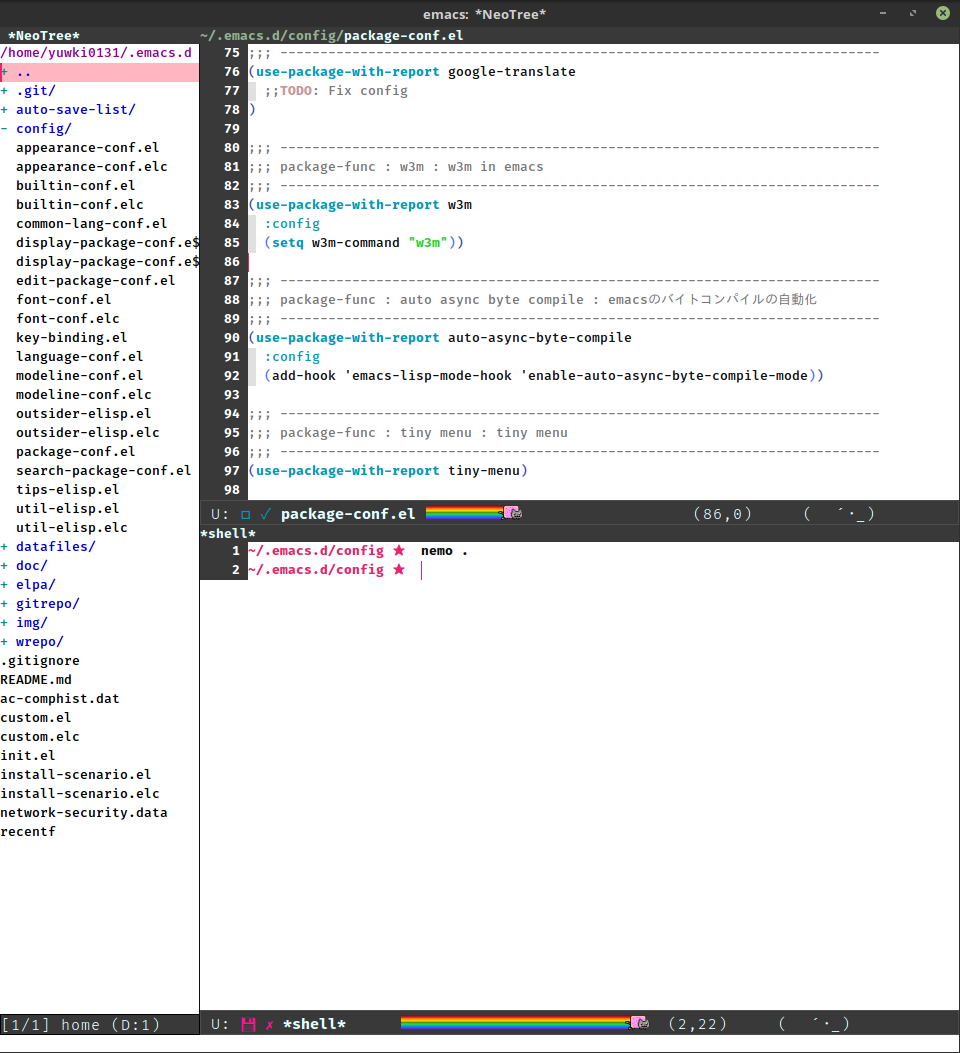 emacs: *NeoTree*
*NeoTree*
/home/yuwki0131/.emacs.d
+ ..
+ .git/
+ auto-save-list/
- config/
appearance-conf.el
appearance-conf.elc
builtin-conf.el
builtin-conf.elc
common-lang-conf.el
display-package-conf.e$
display-package-conf.e$
edit-package-conf.el
font-conf.el
font-conf.elc
key-binding.el
language-conf.el
modeline-conf.el
modeline-conf.elc
outsider-elisp.el
outsider-elisp.elc
package-conf.el
search-package-conf.el
tips-elisp.el
util-elisp.el
util-elisp.elc
+ datafiles/
+ doc/
+ elpa/
+ gitrepo/
+ img/
+ wrepo/
.gitignore
README.md
ac-comphist.dat
custom.el
custom.elc
init.el
install-scenario.el
install-scenario.elc
network-security.data
recentf
[1/1] home (D:1)
~/.emacs.d/config/package-conf.el
75 ;;; ---------------------------------------------------------------------------
76 (use-package-with-report google-translate
77 ;;TODO: Fix config
78 )
79
80 ;;; ---------------------------------------------------------------------------
81 ;;; package-func : w3m : w3m in emacs
82 ;;; ---------------------------------------------------------------------------
83 (use-package-with-report w3m
84 :config
85 (setq w3m-command "w3m"))
86
87 ;;; ---------------------------------------------------------------------------
88 ;;; package-func : auto async byte compile : emacsのバイトコンパイルの自動化
89 ;;; ---------------------------------------------------------------------------
90 (use-package-with-report auto-async-byte-compile
91 :config
92 (add-hook 'emacs-lisp-mode-hook 'enable-auto-async-byte-compile-mode))
93
94 ;;; ---------------------------------------------------------------------------
95 ;;; package-func : tiny menu : tiny menu
96 ;;; ---------------------------------------------------------------------------
97 (use-package-with-report tiny-menu)
98
U: □ ✓ package-conf.el (86,0) ( ´・_)
*shell*
1 ~/.emacs.d/config ★ nemo .
2 ~/.emacs.d/config ★
U: ✗ *shell* (2,22) ( ´・_)